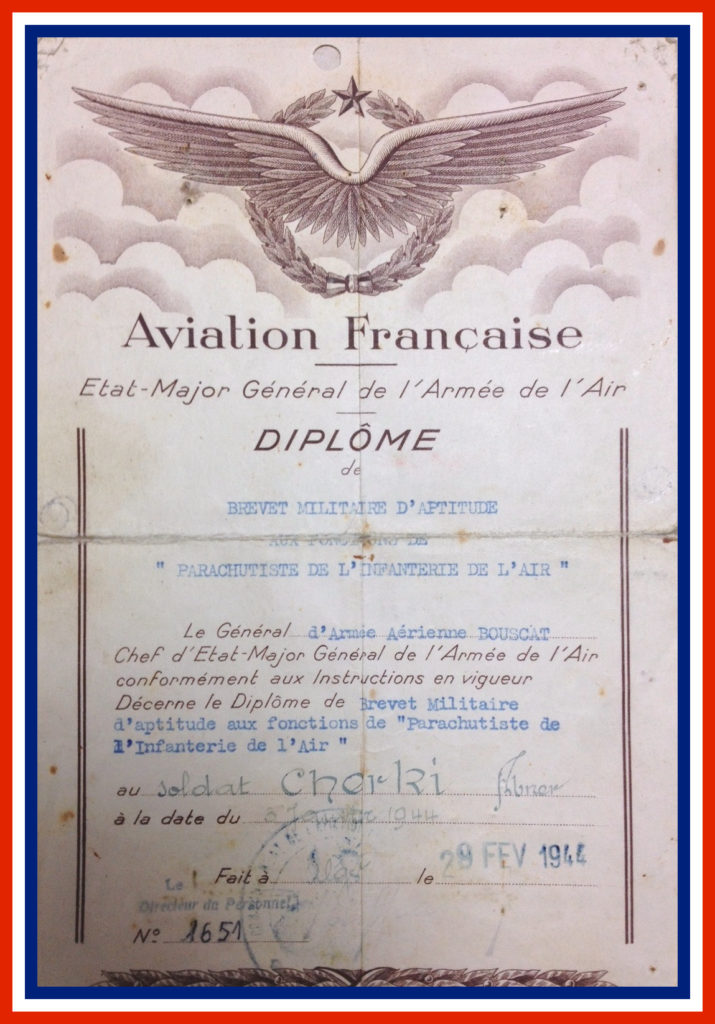 Aviation Française
Etat-Major Général de l'Armée de l'Air
DIPLÔME
de
BREVET MILITAIRE D'APTITUDE
AUX FONCTIONS DE
" PARACHUTISTE DE L'INFANTERIE DE L'AIR "
Le Général d'Armée Aérienne BOUSCAT
Chef d'Etat-Major Général de l'Armée de l'Air
conformément aux Instructions en vigueur
Décerne le Diplôme de Brevet Militaire
d'aptitude aux fonctions de "Parachutiste de
l'Infanterie de l'Air "
au soldat Cherki
à la date du 1944
Fait à le 29 FEV 1944
Le
Directeur du Personnel
N° 1651